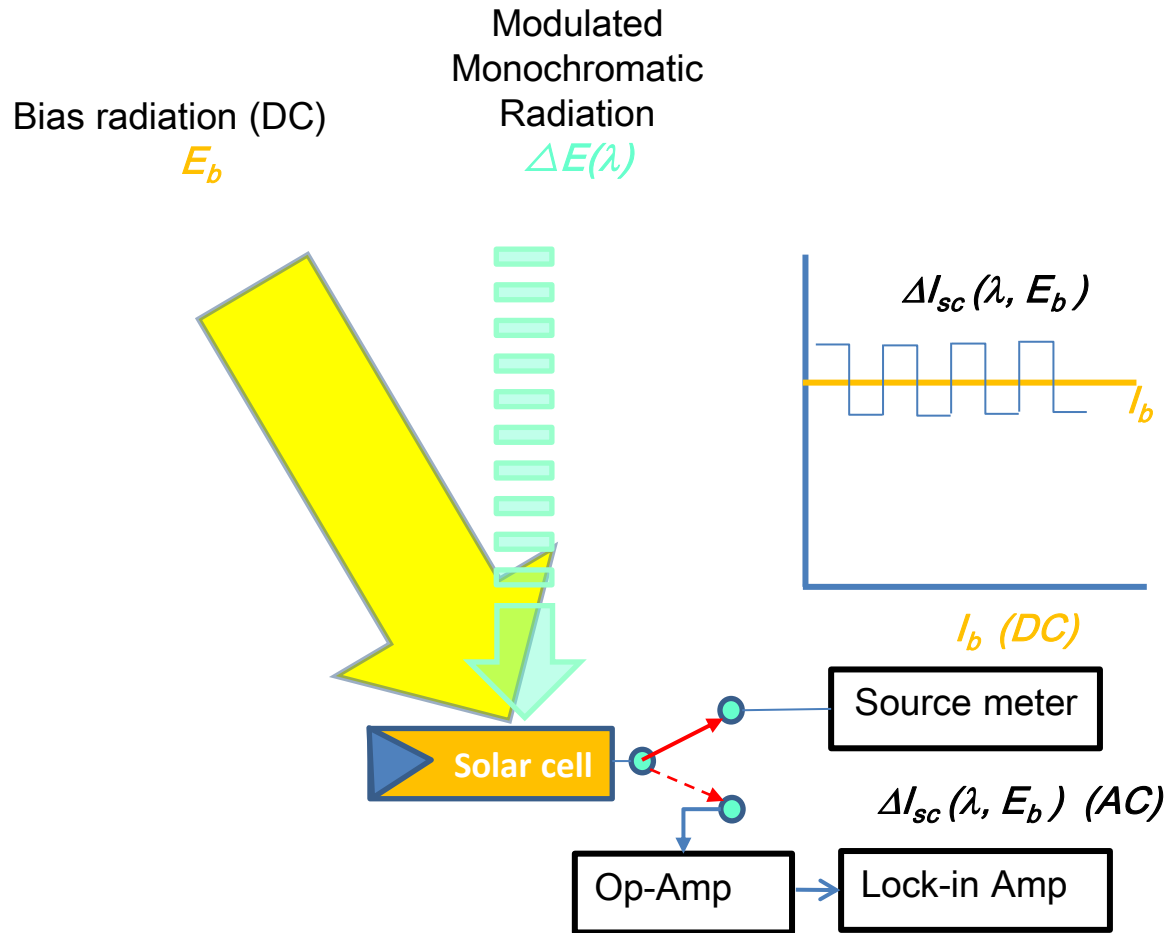 Modulated
Monochromatic
Radiation
ΔE(λ)
Bias radiation (DC)
E_b
ΔI_sc (λ, E_b )
I_b
I_b (DC)
Source meter
Solar cell
ΔI_sc (λ, E_b ) (AC)
Op-Amp
Lock-in Amp